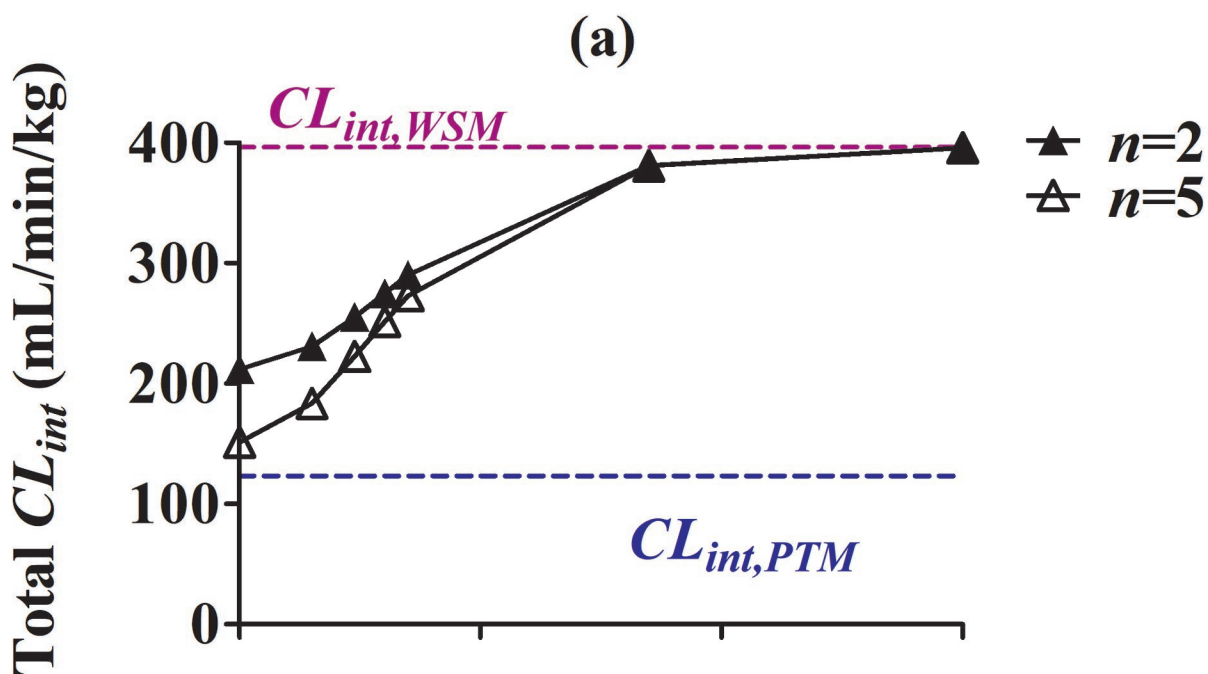 (a)
Total CLint (mL/min/kg)
CLint,WSM
400
300
200
100
0
CLint,PTM
n=2
n=5